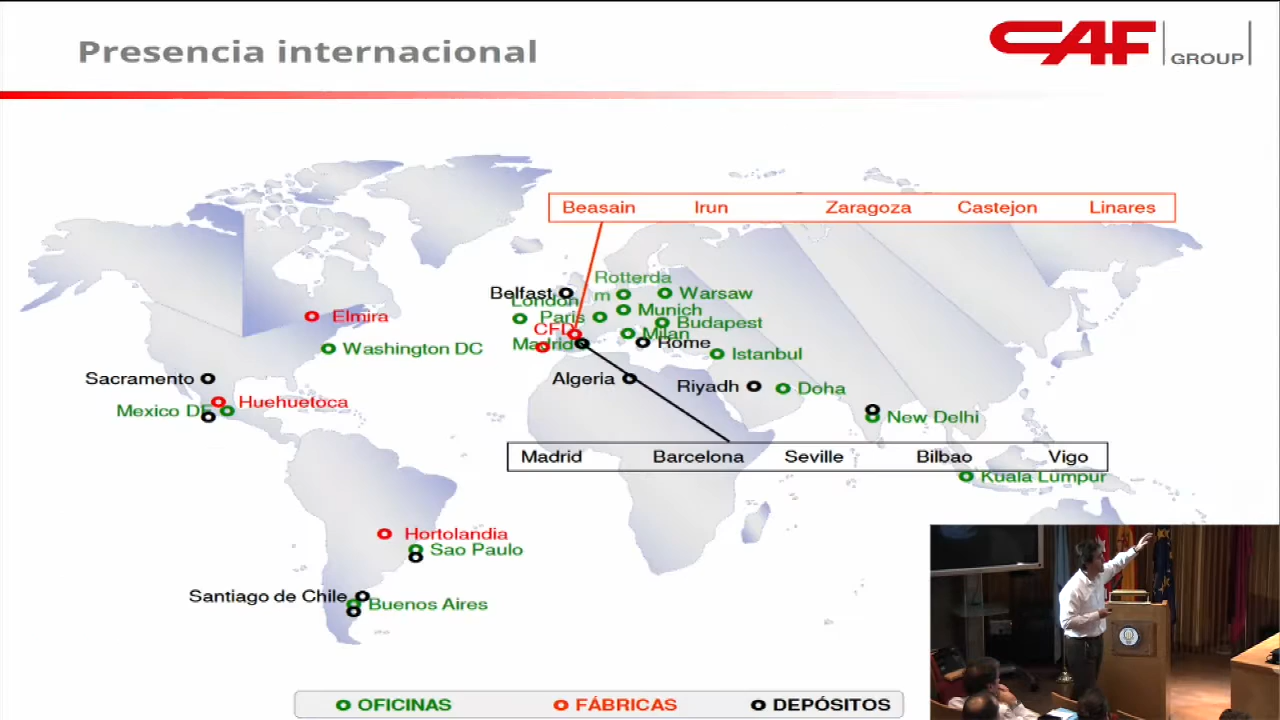 Presencia internacional
CAF GROUP
Beasain Irun Zaragoza Castejon Linares
Rotterda
m
Belfast
London
Warsaw
Paris
Munich
Elmira
CFD
Budapest
Milan
Madrid
Rome
Washington DC
Istanbul
Sacramento
Algeria
Riyadh
Doha
Huehuetoca
Mexico DF
New Delhi
Madrid Barcelona Seville Bilbao Vigo
Kuala Lumpur
Hortolandia
Sao Paulo
Santiago de Chile
Buenos Aires
OFICINAS FÁBRICAS DEPÓSITOS